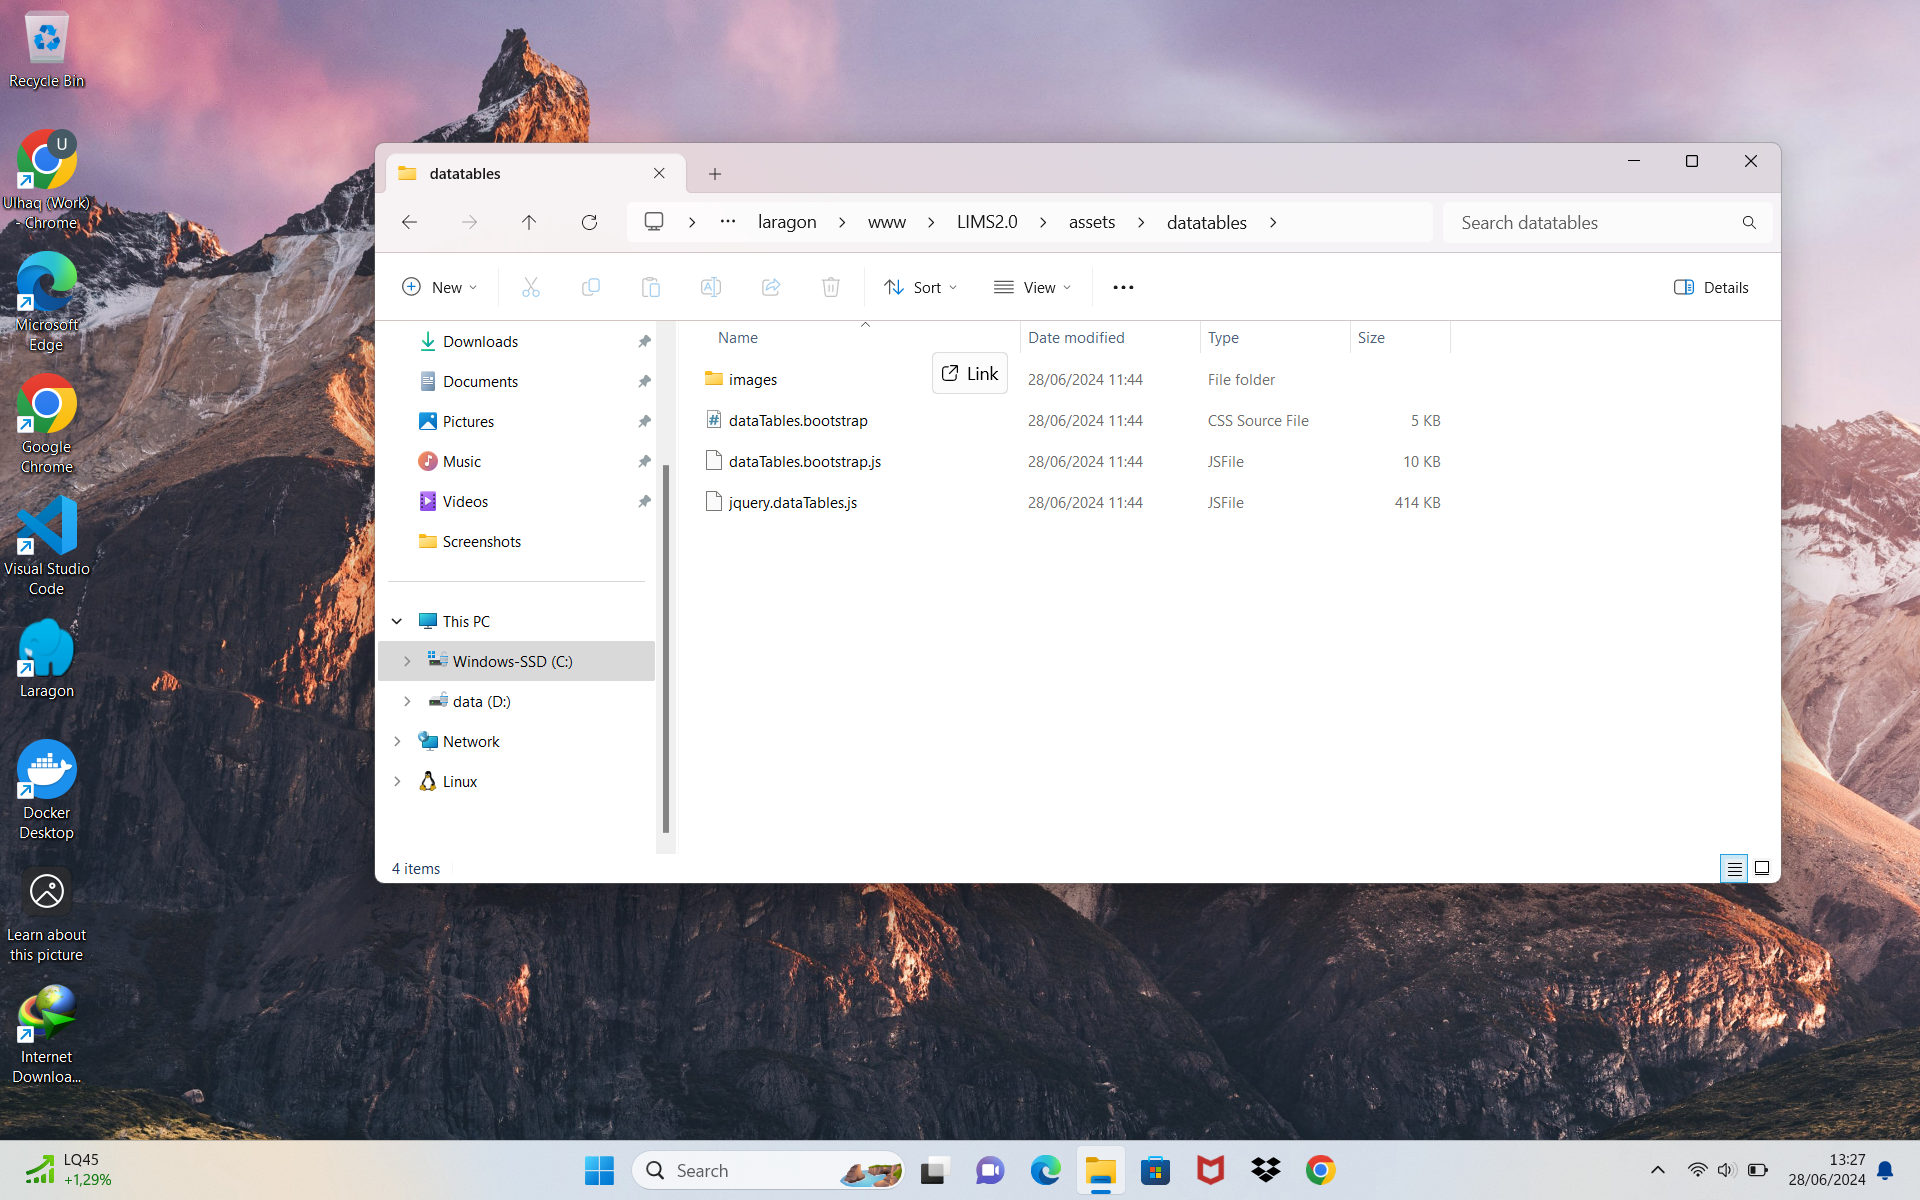 Recycle Bin
U
Ulhaq (Work)
- Chrome
Microsoft
Edge
Google
Chrome
Visual Studio
Code
Laragon
Docker
Desktop
Learn about
this picture
Internet
Downloa...
datatables
laragon
www
LIMS2.0
assets
datatables
Search datatables
New
Sort
View
Details
Downloads
Documents
Pictures
Music
Videos
Screenshots
This PC
Windows-SSD (C:)
data (D:)
Network
Linux
Name Date modified Type Size
images 28/06/2024 11:44 File folder
Link
dataTables.bootstrap 28/06/2024 11:44 CSS Source File 5 KB
dataTables.bootstrap.js 28/06/2024 11:44 JSFile 10 KB
jquery.dataTables.js 28/06/2024 11:44 JSFile 414 KB
4 items
LQ45
+1,29%
Search
13:27
28/06/2024